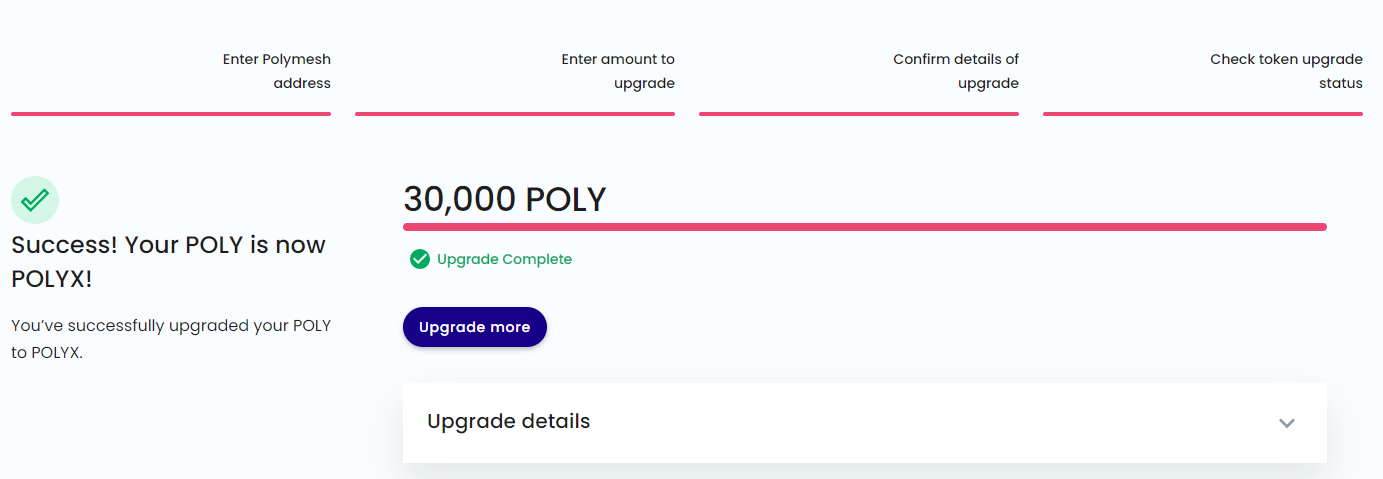 Enter Polymesh
address
Enter amount to
upgrade
Confirm details of
upgrade
Check token upgrade
status
Success! Your POLY is now
POLYX!
You’ve successfully upgraded your POLY
to POLYX.
30,000 POLY
Upgrade Complete
Upgrade more
Upgrade details